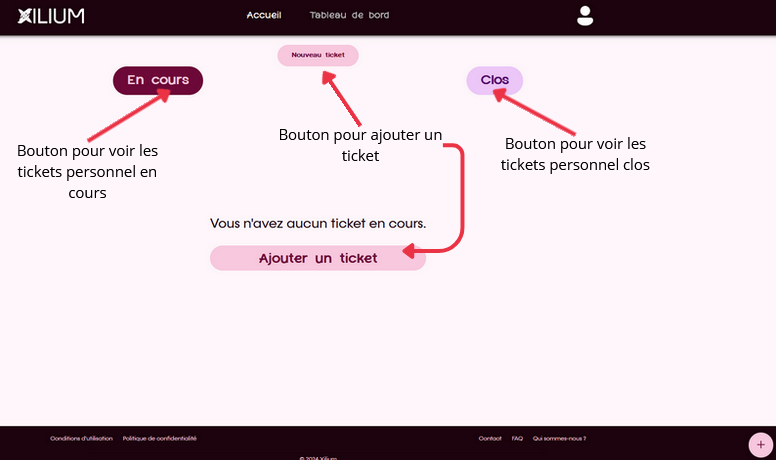 XILIUM
Accueil
Tableau de bord
Nouveau ticket
En cours
Clos
Bouton pour voir les
tickets personnel en
cours
Bouton pour ajouter un
ticket
Bouton pour voir les
tickets personnel clos
Vous n'avez aucun ticket en cours.
Ajouter un ticket
Conditions d'utilisation
Politique de confidentialité
Contact
FAQ
Qui sommes-nous ?
+
© 2024 Xilium